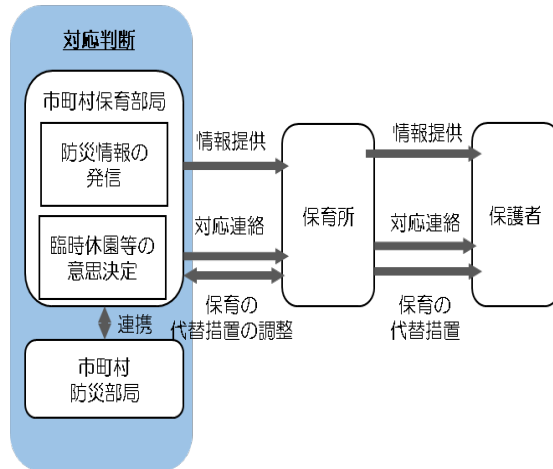 対応判断
市町村保育部局
防災情報の
発信
臨時休園等の
意思決定
連携
市町村
防災部局
情報提供
対応連絡
保育の
代替措置の調整
保育所
情報提供
対応連絡
保育の
代替措置
保護者